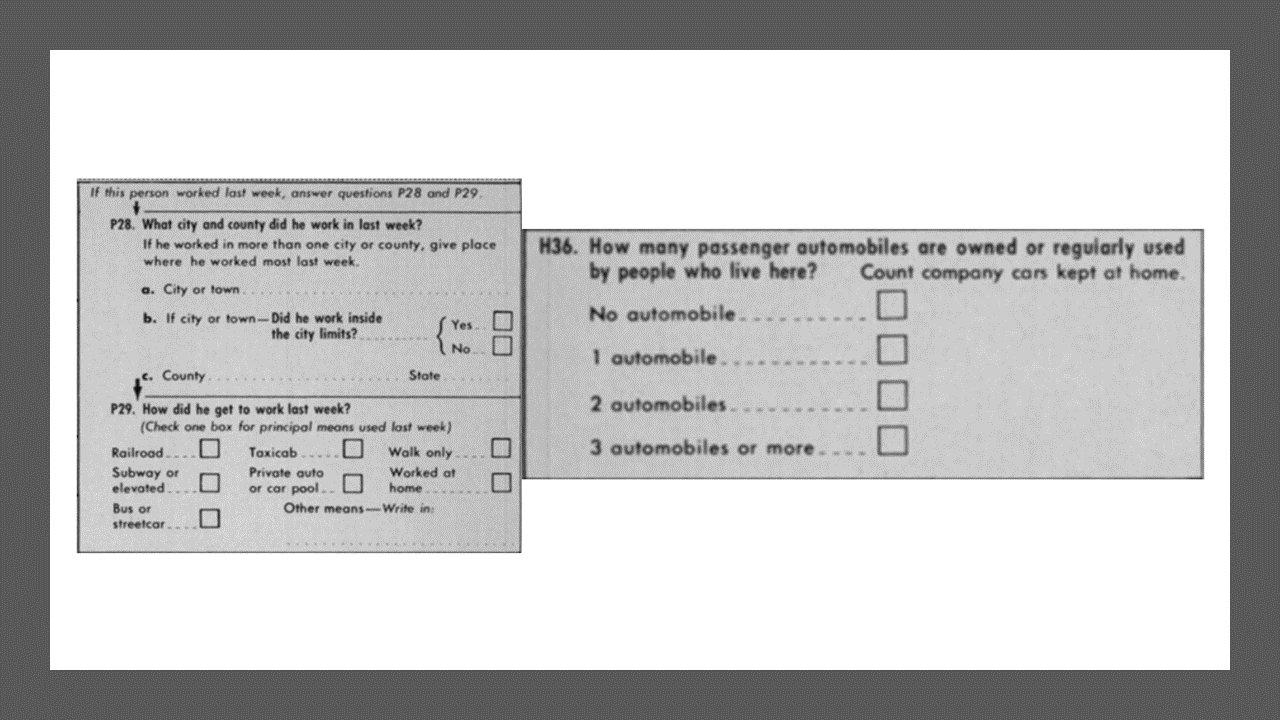 If this person worked last week, answer questions P28 and P29.
P28. What city and county did he work in last week?
If he worked in more than one city or county, give place
where he worked most last week.
a. City or town
b. If city or town—Did he work inside
the city limits?
Yes
No
c. County State
P29. How did he get to work last week?
(Check one box for principal means used last week)
Railroad Taxicab Walk only
Subway or Private auto Worked at
elevated or car pool home
Bus or Other means—Write in:
streetcar
H36. How many passenger automobiles are owned or regularly used
by people who live here? Count company cars kept at home.
No automobile
1 automobile
2 automobiles
3 automobiles or more